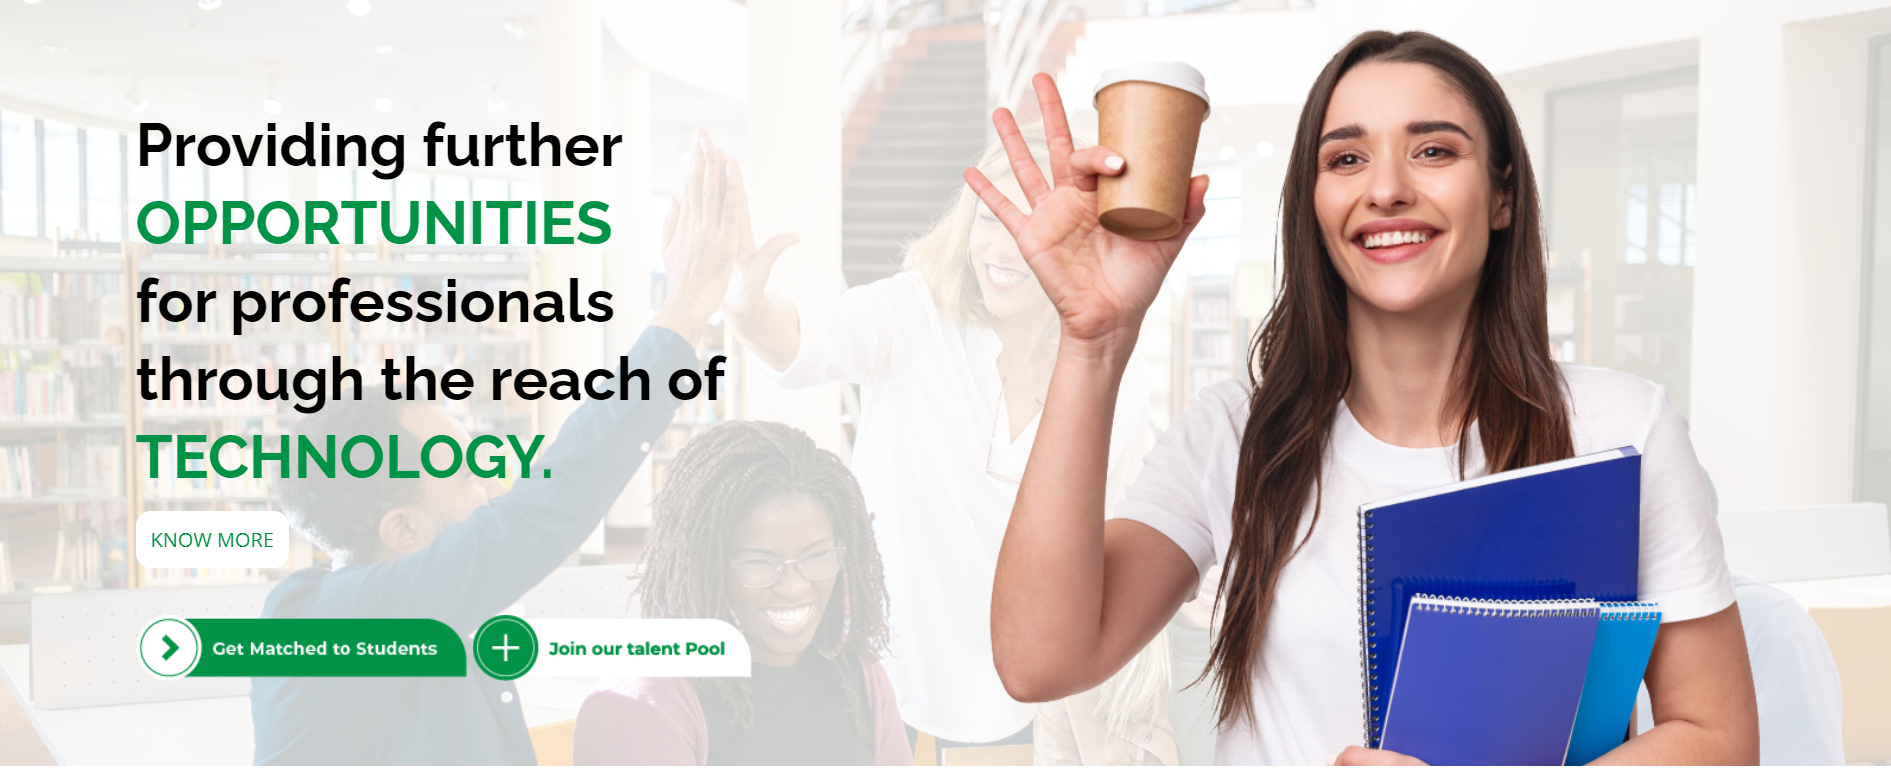 Providing further
OPPORTUNITIES
for professionals
through the reach of
TECHNOLOGY.
KNOW MORE
Get Matched to Students
Join our talent Pool